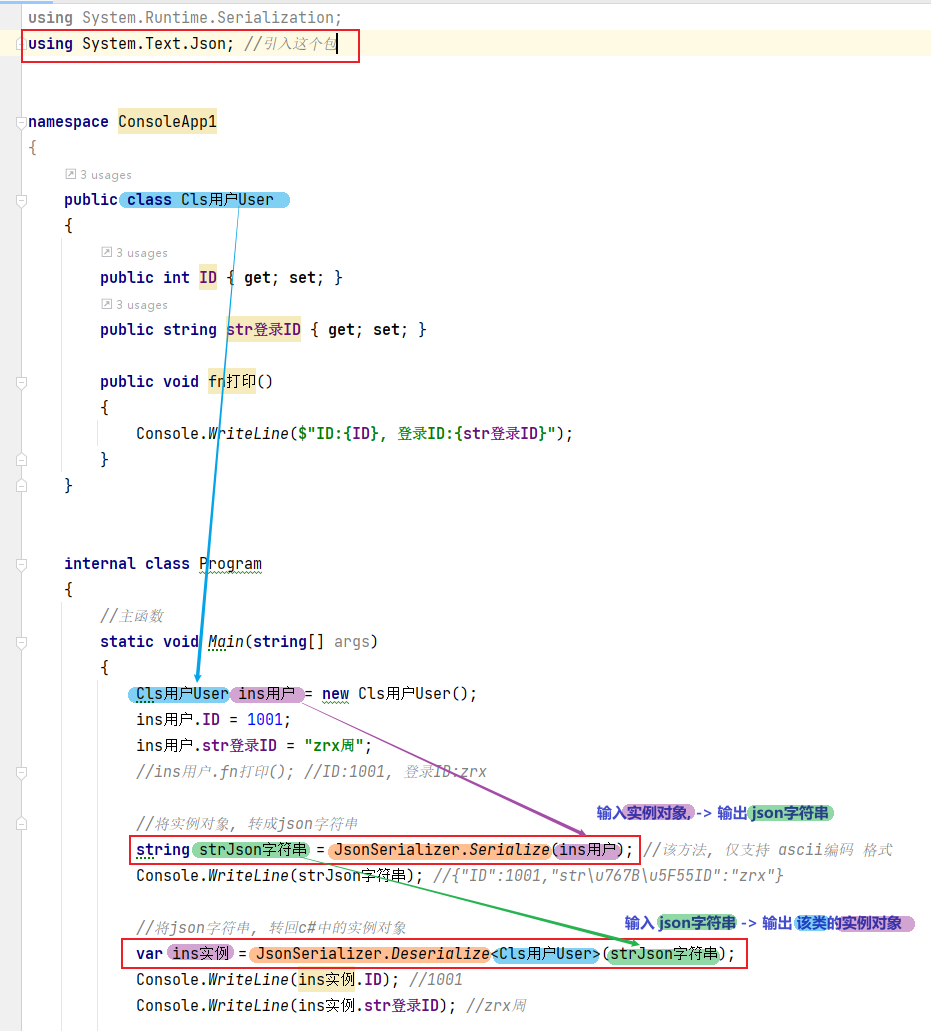 using System.Runtime.Serialization;
using System.Text.Json; //引入这个包
namespace ConsoleApp1
{
3 usages
public class Cls用户User
{
3 usages
public int ID { get; set; }
3 usages
public string str登录ID { get; set; }
public void fn打印()
{
Console.WriteLine($"ID:{ID}, 登录ID:{str登录ID}");
}
}
internal class Program
{
//主函数
static void Main(string[] args)
{
Cls用户User ins用户 = new Cls用户User();
ins用户.ID = 1001;
ins用户.str登录ID = "zrx周";
//ins用户.fn打印(); //ID:1001, 登录ID:zrx
输入实例对象, -> 输出json字符串
//将实例对象, 转成json字符串
string strJson字符串 = JsonSerializer.Serialize(ins用户); //该方法, 仅支持 ascii编码 格式
Console.WriteLine(strJson字符串); //{"ID":1001,"str\u767B\u5F55ID":"zrx"}
输入 json字符串 -> 输出 该类的实例对象
//将json字符串, 转回c#中的实例对象
var ins实例 = JsonSerializer.Deserialize<Cls用户User>(strJson字符串);
Console.WriteLine(ins实例.ID); //1001
Console.WriteLine(ins实例.str登录ID); //zrx周